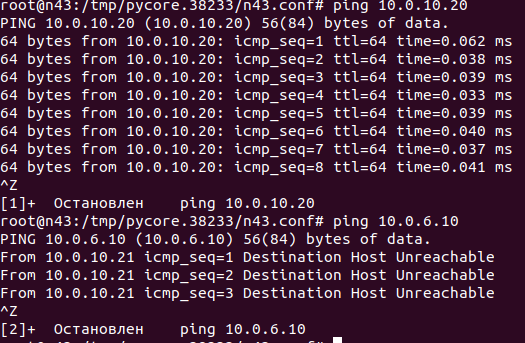 root@n43:/tmp/pycore.38233/n43.conf# ping 10.0.10.20
PING 10.0.10.20 (10.0.10.20) 56(84) bytes of data.
64 bytes from 10.0.10.20: icmp_seq=1 ttl=64 time=0.062 ms
64 bytes from 10.0.10.20: icmp_seq=2 ttl=64 time=0.038 ms
64 bytes from 10.0.10.20: icmp_seq=3 ttl=64 time=0.039 ms
64 bytes from 10.0.10.20: icmp_seq=4 ttl=64 time=0.033 ms
64 bytes from 10.0.10.20: icmp_seq=5 ttl=64 time=0.039 ms
64 bytes from 10.0.10.20: icmp_seq=6 ttl=64 time=0.040 ms
64 bytes from 10.0.10.20: icmp_seq=7 ttl=64 time=0.037 ms
64 bytes from 10.0.10.20: icmp_seq=8 ttl=64 time=0.041 ms
^Z
[1]+  Остановлен    ping 10.0.10.20
root@n43:/tmp/pycore.38233/n43.conf# ping 10.0.6.10
PING 10.0.6.10 (10.0.6.10) 56(84) bytes of data.
From 10.0.10.21 icmp_seq=1 Destination Host Unreachable
From 10.0.10.21 icmp_seq=2 Destination Host Unreachable
From 10.0.10.21 icmp_seq=3 Destination Host Unreachable
^Z
[2]+  Остановлен    ping 10.0.6.10